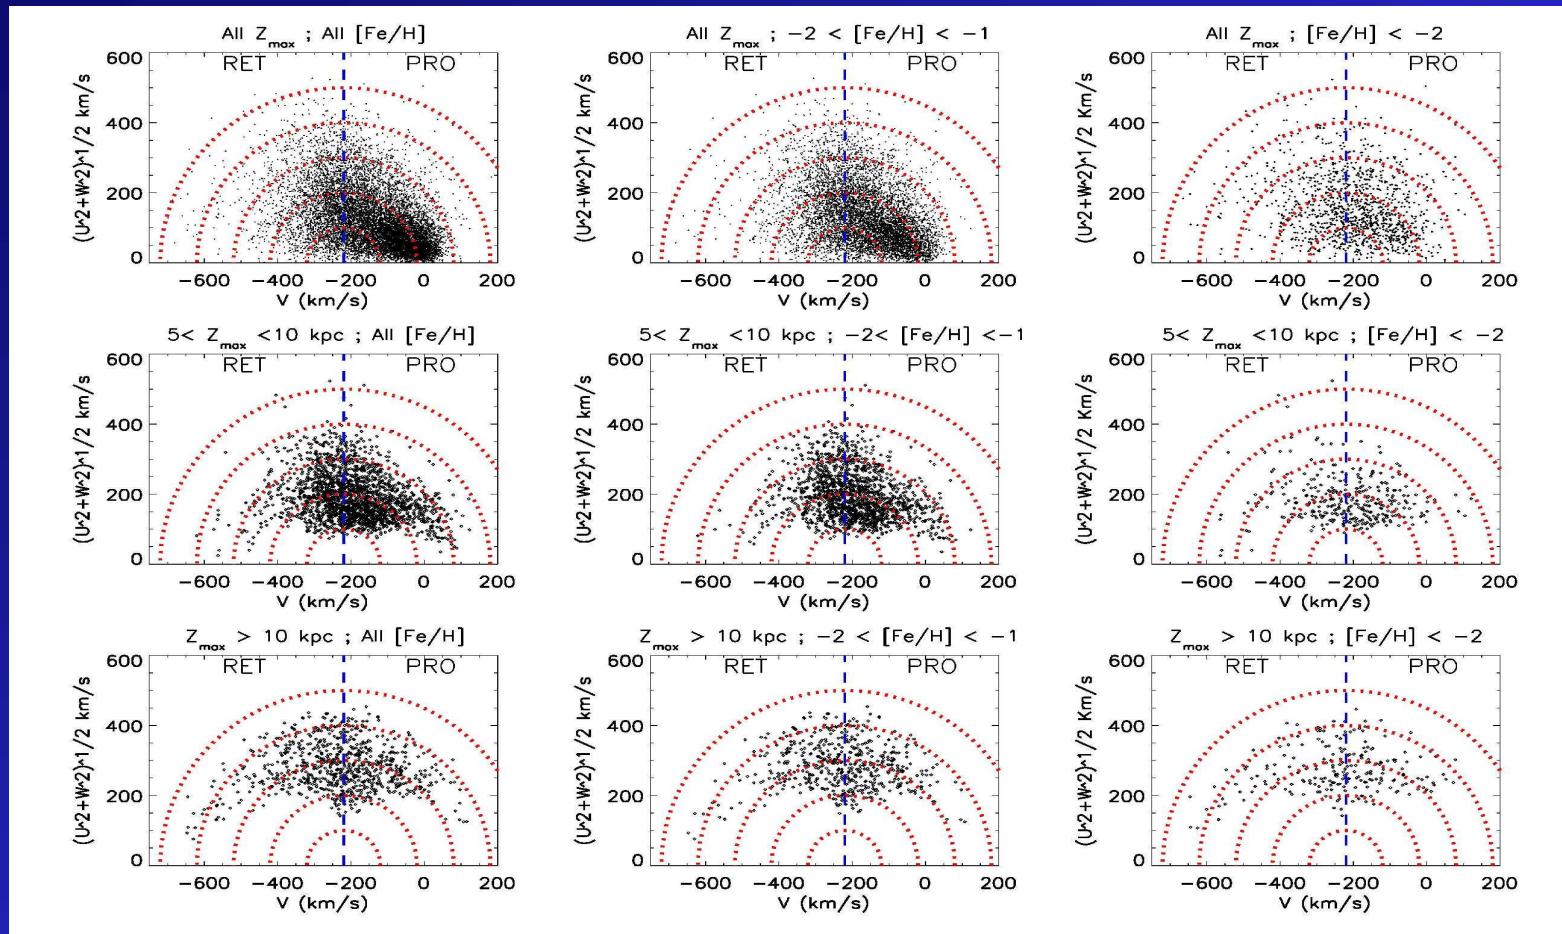 All Z_max ; All [Fe/H]
All Z_max ; −2 < [Fe/H] < −1
All Z_max ; [Fe/H] < −2
RET PRO
RET PRO
RET PRO
(U^2+W^2)^1/2 km/s
600
400
200
0
−600 −400 −200 0 200
V (km/s)
(U^2+W^2)^1/2 km/s
600
400
200
0
−600 −400 −200 0 200
V (km/s)
(U^2+W^2)^1/2 Km/s
600
400
200
0
−600 −400 −200 0 200
V (km/s)
5< Z_max <10 kpc ; All [Fe/H]
5< Z_max <10 kpc ; −2< [Fe/H] <−1
5< Z_max <10 kpc ; [Fe/H] < −2
RET PRO
RET PRO
RET PRO
(U^2+W^2)^1/2 km/s
600
400
200
0
−600 −400 −200 0 200
V (km/s)
(U^2+W^2)^1/2 km/s
600
400
200
0
−600 −400 −200 0 200
V (km/s)
(U^2+W^2)^1/2 Km/s
600
400
200
0
−600 −400 −200 0 200
V (km/s)
Z_max > 10 kpc ; All [Fe/H]
Z_max > 10 kpc ; −2 < [Fe/H] < −1
Z_max > 10 kpc ; [Fe/H] < −2
RET PRO
RET PRO
RET PRO
(U^2+W^2)^1/2 km/s
600
400
200
0
−600 −400 −200 0 200
V (km/s)
(U^2+W^2)^1/2 km/s
600
400
200
0
−600 −400 −200 0 200
V (km/s)
(U^2+W^2)^1/2 Km/s
600
400
200
0
−600 −400 −200 0 200
V (km/s)